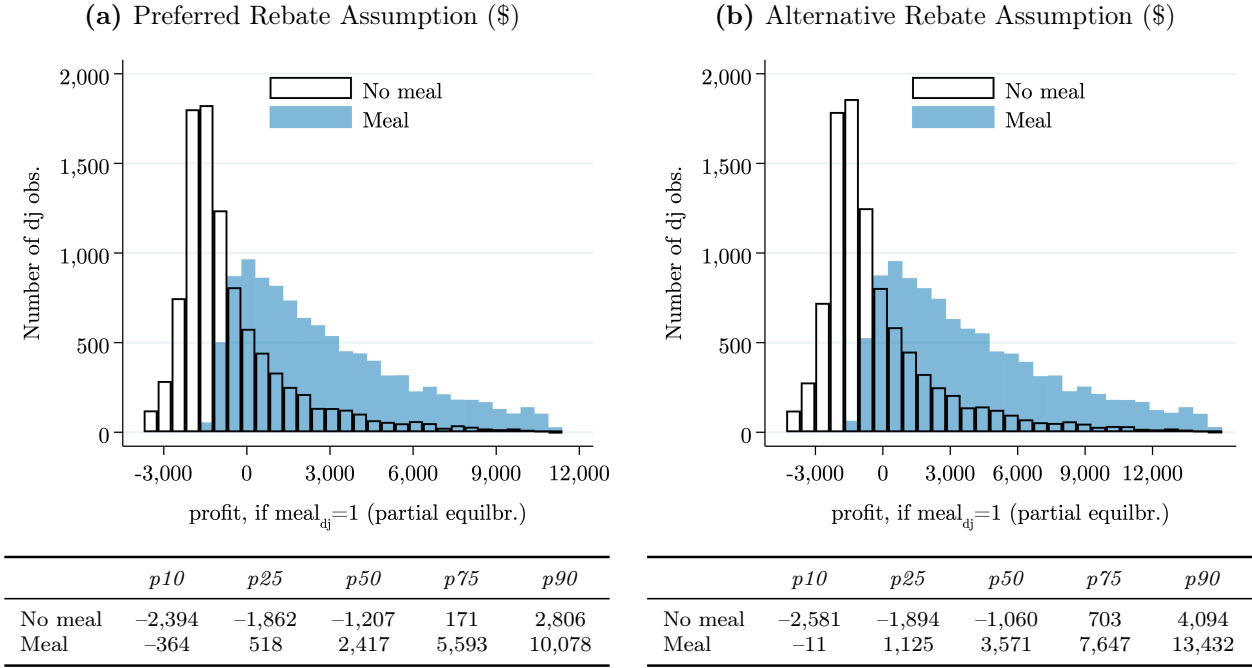 (a) Preferred Rebate Assumption ($)
2,000
1,500
1,000
500
0
Number of dj obs.
No meal
Meal
-3,000 0 3,000 6,000 9,000 12,000
profit, if meal_dj=1 (partial equilbr.)
p10 p25 p50 p75 p90
No meal –2,394 –1,862 –1,207 171 2,806
Meal –364 518 2,417 5,593 10,078
(b) Alternative Rebate Assumption ($)
2,000
1,500
1,000
500
0
Number of dj obs.
No meal
Meal
-3,000 0 3,000 6,000 9,000 12,000
profit, if meal_dj=1 (partial equilbr.)
p10 p25 p50 p75 p90
No meal –2,581 –1,894 –1,060 703 4,094
Meal –11 1,125 3,571 7,647 13,432